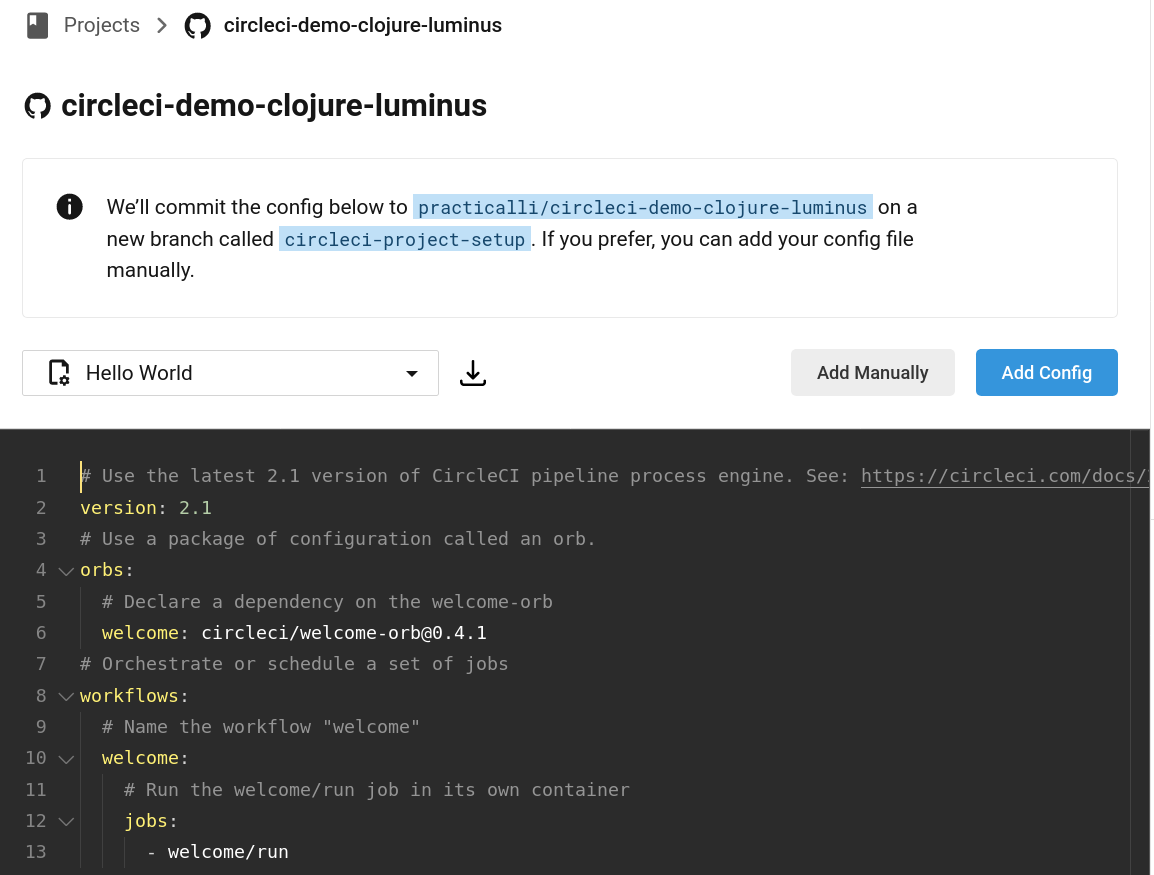 Projects > circleci-demo-clojure-luminus
circleci-demo-clojure-luminus
We’ll commit the config below to practicalli/circleci-demo-clojure-luminus on a
new branch called circleci-project-setup. If you prefer, you can add your config file
manually.
Hello World Add Manually Add Config
1 # Use the latest 2.1 version of CircleCI pipeline process engine. See: https://circleci.com/docs/
2 version: 2.1
3 # Use a package of configuration called an orb.
4 orbs:
5 # Declare a dependency on the welcome-orb
6 welcome: circleci/welcome-orb@0.4.1
7 # Orchestrate or schedule a set of jobs
8 workflows:
9 # Name the workflow "welcome"
10 welcome:
11 # Run the welcome/run job in its own container
12 jobs:
13 - welcome/run